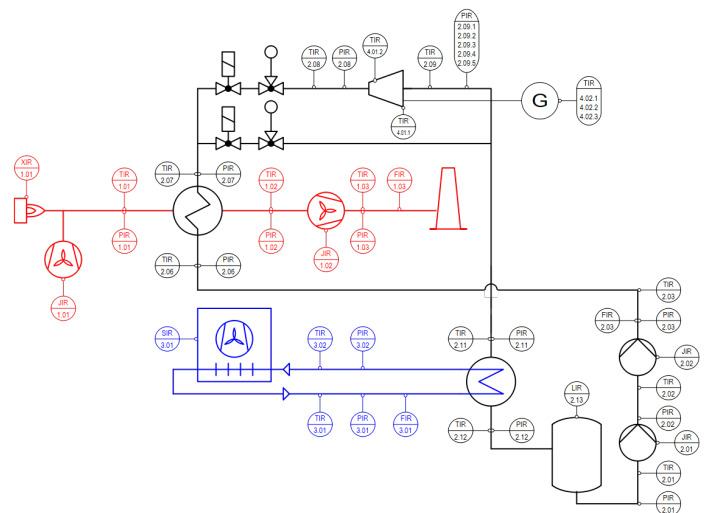 PIR
2.09.1
2.09.2
2.09.3
2.09.4
2.09.5
TIR
4.01.2
TIR
2.08
PIR
2.08
TIR
2.09
G
TIR
4.02.1
4.02.2
4.02.3
TIR
4.01.1
XIR
1.01
TIR
1.01
TIR
2.07
PIR
2.07
TIR
1.02
TIR
1.03
FIR
1.03
PIR
1.01
PIR
1.02
PIR
1.03
JIR
1.02
TIR
2.06
PIR
2.06
JIR
1.01
TIR
2.03
FIR
2.03
PIR
2.03
SIR
3.01
TIR
3.02
PIR
3.02
TIR
2.11
PIR
2.11
JIR
2.02
TIR
2.02
LIR
2.13
PIR
2.02
TIR
3.01
PIR
3.01
FIR
3.01
TIR
2.12
PIR
2.12
JIR
2.01
TIR
2.01
PIR
2.01